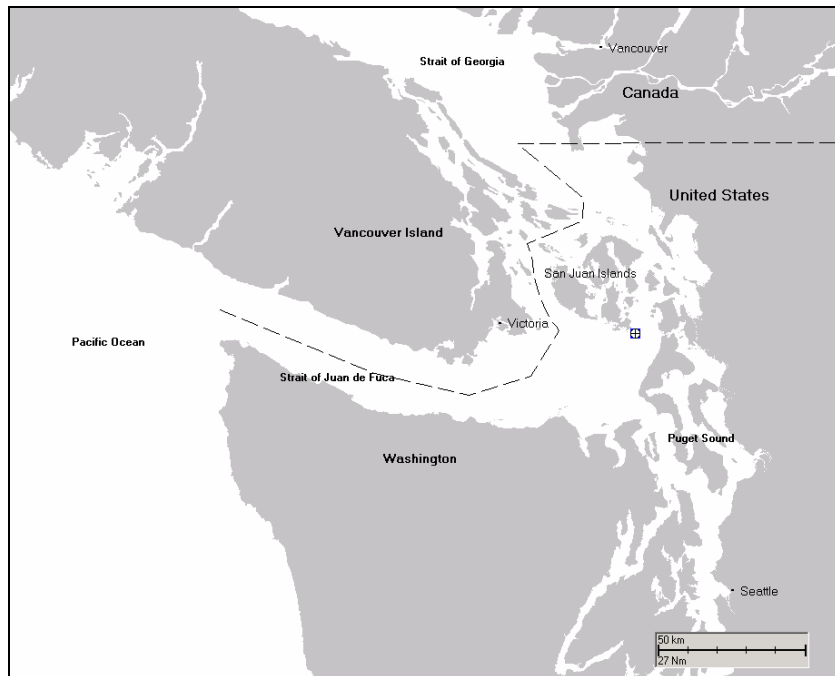 Vancouver
Strait of Georgia
Canada
United States
Vancouver Island
San Juan Islands
Victoria
Pacific Ocean
Strait of Juan de Fuca
Puget Sound
Washington
Seattle
50 km
27 Nm